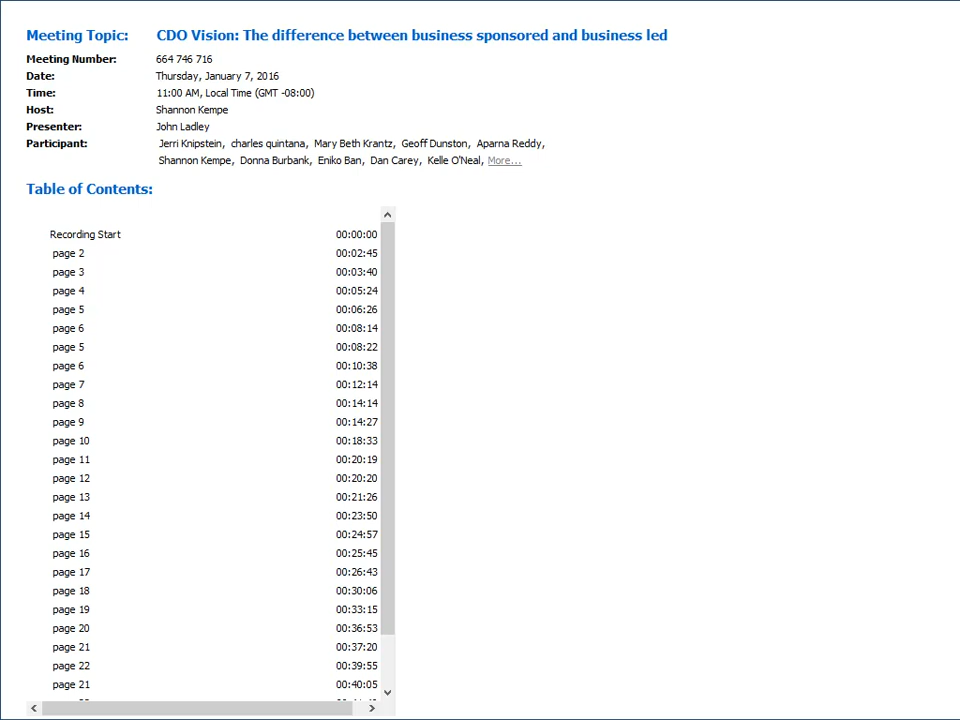 Meeting Topic: CDO Vision: The difference between business sponsored and business led
Meeting Number: 664 746 716
Date: Thursday, January 7, 2016
Time: 11:00 AM, Local Time (GMT -08:00)
Host: Shannon Kempe
Presenter: John Ladley
Participant: Jerri Knipstein, charles quintana, Mary Beth Krantz, Geoff Dunston, Aparna Reddy,
Shannon Kempe, Donna Burbank, Eniko Ban, Dan Carey, Kelle O'Neal, More...
Table of Contents:
Recording Start 00:00:00
page 2 00:02:45
page 3 00:03:40
page 4 00:05:24
page 5 00:06:26
page 6 00:08:14
page 5 00:08:22
page 6 00:10:38
page 7 00:12:14
page 8 00:14:14
page 9 00:14:27
page 10 00:18:33
page 11 00:20:19
page 12 00:20:20
page 13 00:21:26
page 14 00:23:50
page 15 00:24:57
page 16 00:25:45
page 17 00:26:43
page 18 00:30:06
page 19 00:33:15
page 20 00:36:53
page 21 00:37:20
page 22 00:39:55
page 21 00:40:05